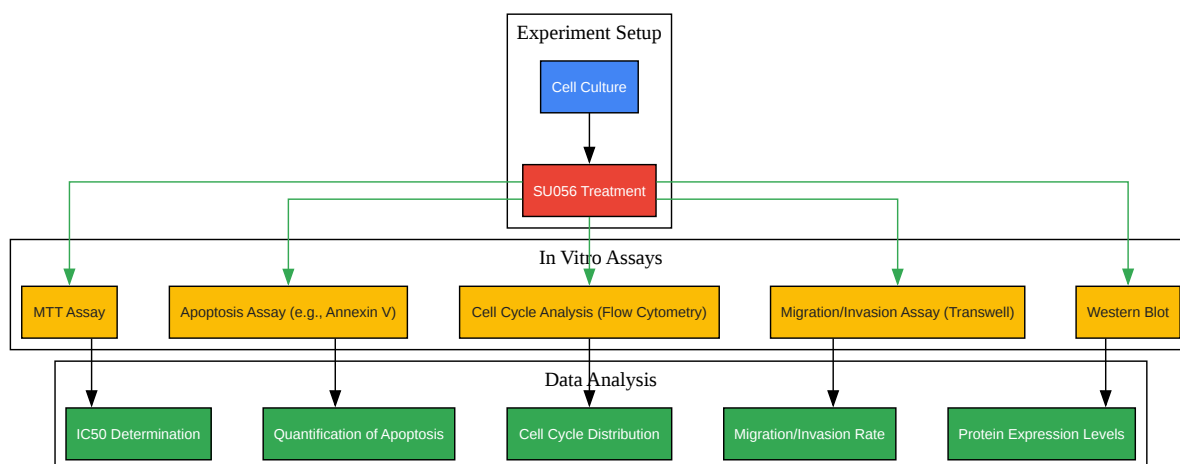 Experiment Setup
Cell Culture
SU056 Treatment
In Vitro Assays
MTT Assay
Apoptosis Assay (e.g., Annexin V)
Cell Cycle Analysis (Flow Cytometry)
Migration/Invasion Assay (Transwell)
Western Blot
Data Analysis
IC50 Determination
Quantification of Apoptosis
Cell Cycle Distribution
Migration/Invasion Rate
Protein Expression Levels